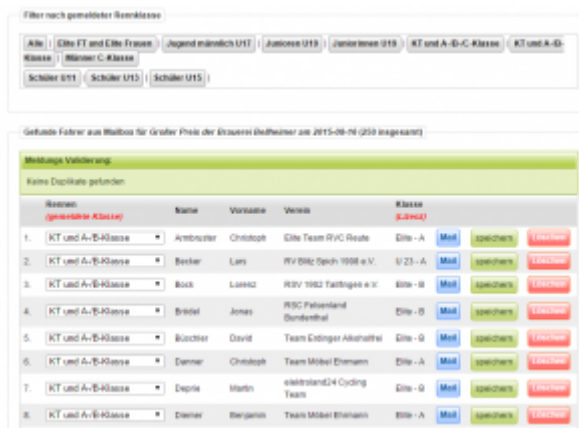 Filter nach gemeldeter Rennklasse
Alle | Elite FT und Elite Frauen | Jugend männlich U17 | Junioren U19 | Juniorinnen U19 | KT und A-/B-/C-Klasse | KT und A-/B-
Klasse | Männer C-Klasse
Schüler U11 | Schüler U13 | Schüler U15 |
Gefunde Fahrer aus Mailbox für Großer Preis der Brauerei Bellheimer am 2015-08-16 (250 insgesamt)
Meldungs Validierung:
Keine Duplikate gefunden
Rennen (gemeldete Klasse) Name Vorname Verein Klasse (Lizenz)
1. KT und A-/B-Klasse Armbruster Christoph Elite Team RVC Reute Elite - A Mail speichern Löschen
2. KT und A-/B-Klasse Becker Lars RV Blitz Spich 1908 e.V. U 23 - A Mail speichern Löschen
3. KT und A-/B-Klasse Bock Lorenz RSV 1982 Tailfingen e.V. Elite - B Mail speichern Löschen
4. KT und A-/B-Klasse Brödel Jonas RSC Felsenland Bundenthal Elite - B Mail speichern Löschen
5. KT und A-/B-Klasse Büschler David Team Erdinger Alkoholfrei Elite - B Mail speichern Löschen
6. KT und A-/B-Klasse Danner Christoph Team Möbel Ehrmann Elite - A Mail speichern Löschen
7. KT und A-/B-Klasse Deprie Martin elektroland24 Cycling Team Elite - B Mail speichern Löschen
8. KT und A-/B-Klasse Diemer Benjamin Team Möbel Ehrmann Elite - A Mail speichern Löschen